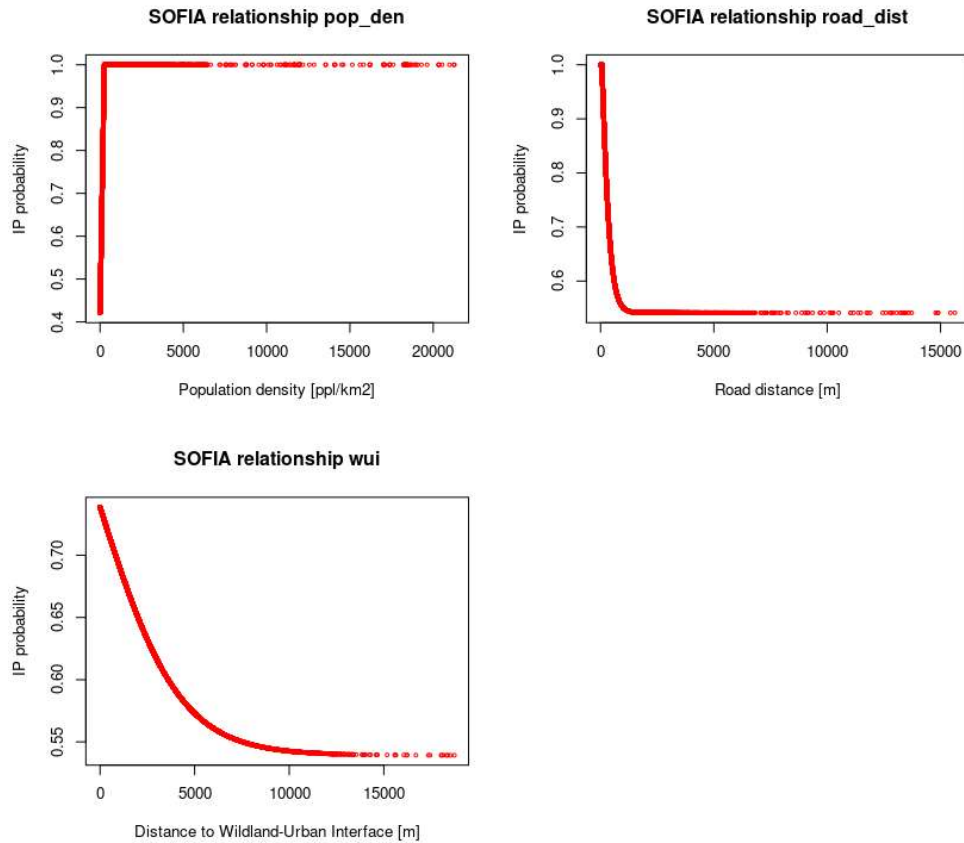 SOFIA relationship pop_den
IP probability
0.4 0.5 0.6 0.7 0.8 0.9 1.0
0 5000 10000 15000 20000
Population density [ppl/km2]
SOFIA relationship road_dist
IP probability
0.6 0.7 0.8 0.9 1.0
0 5000 10000 15000
Road distance [m]
SOFIA relationship wui
IP probability
0.55 0.60 0.65 0.70
0 5000 10000 15000
Distance to Wildland-Urban Interface [m]